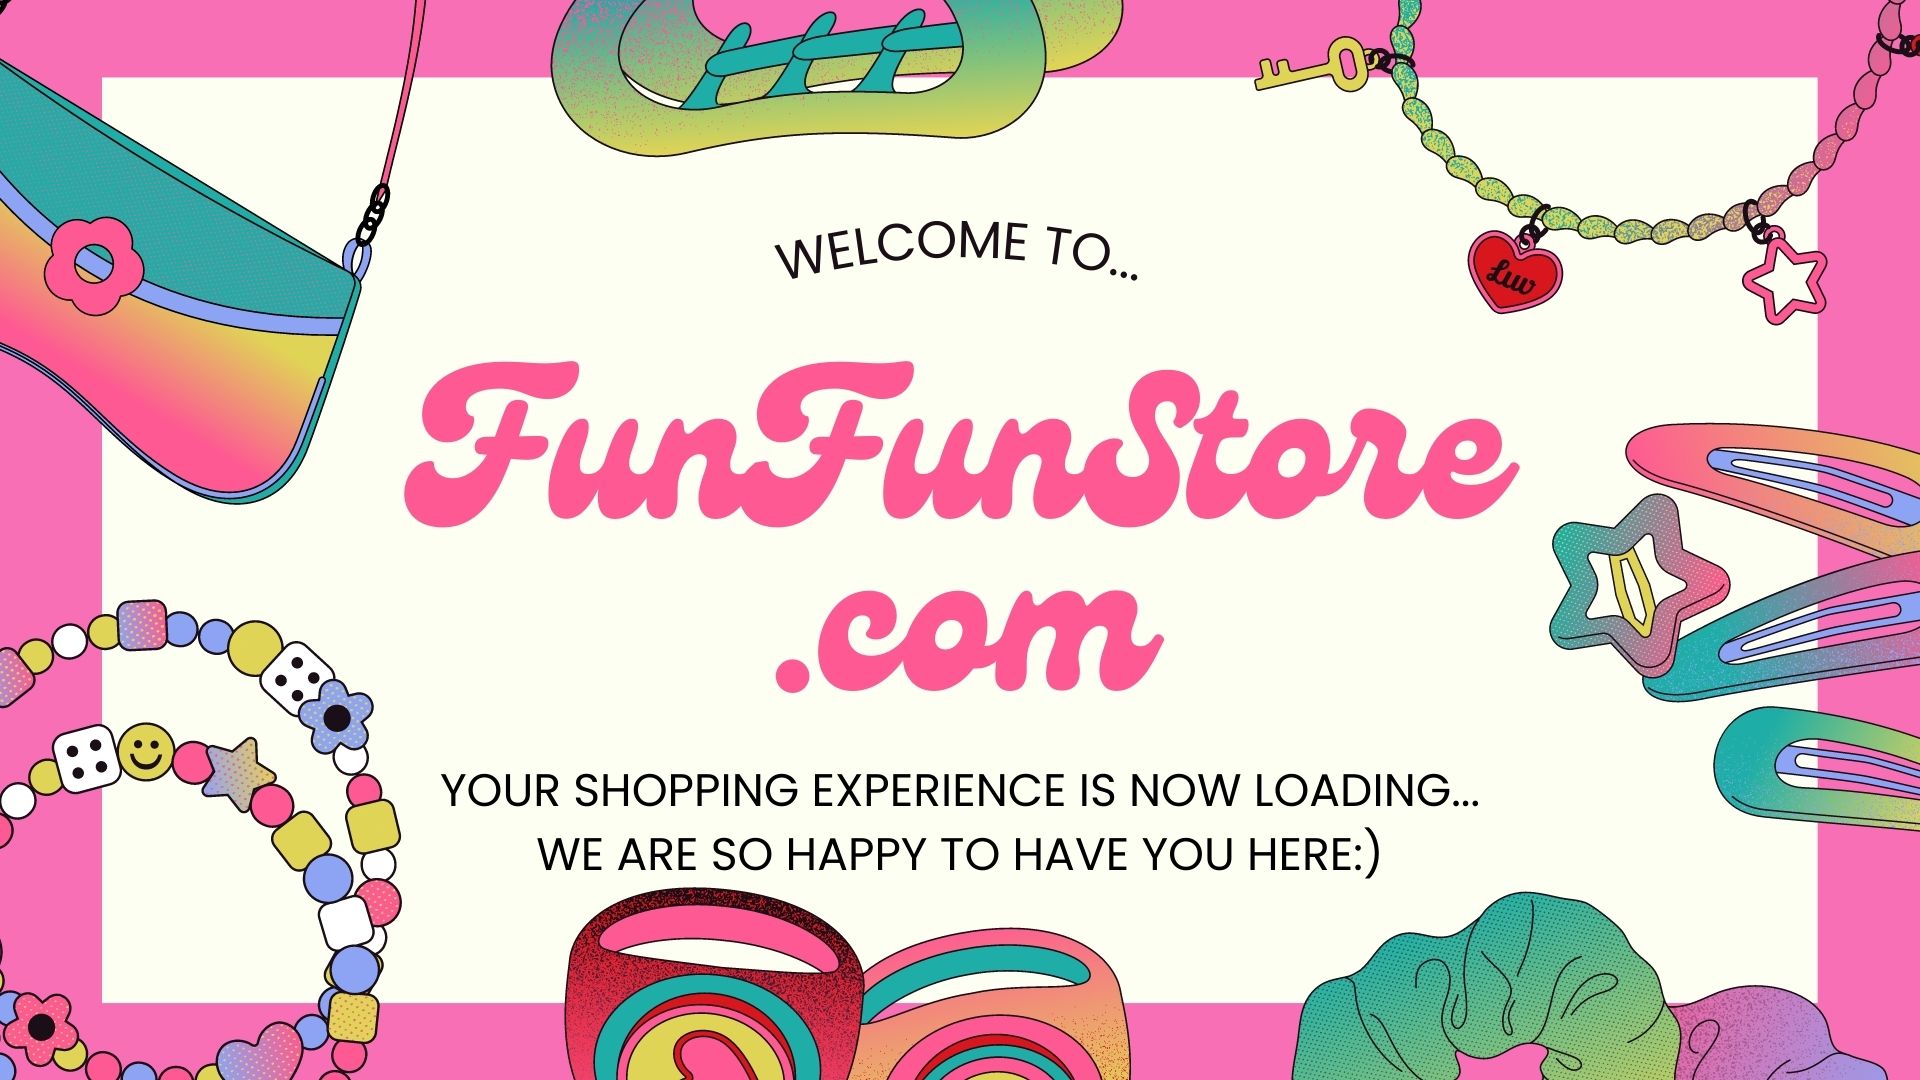 WELCOME TO...
FunFunStore
.com
YOUR SHOPPING EXPERIENCE IS NOW LOADING...
WE ARE SO HAPPY TO HAVE YOU HERE:)
Luv